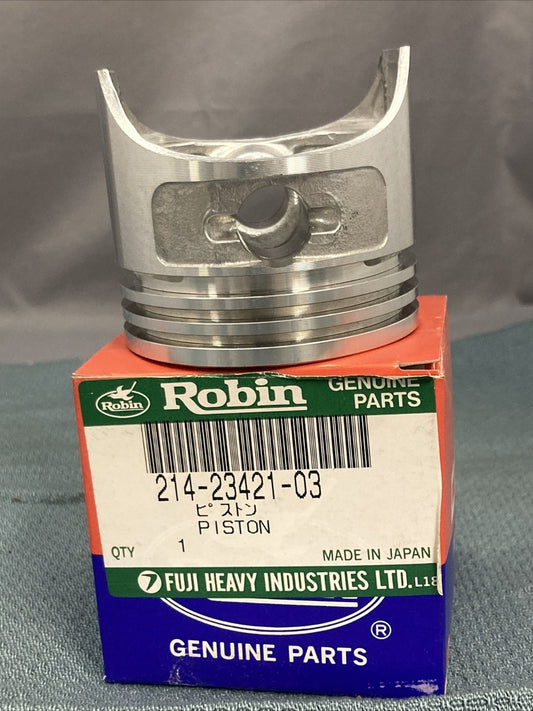 Robin
Robin
GENUINE
PARTS
214-23421-03
ピストン
PISTON
QTY 1
MADE IN JAPAN
FUJI HEAVY INDUSTRIES LTD. L18
®
GENUINE PARTS